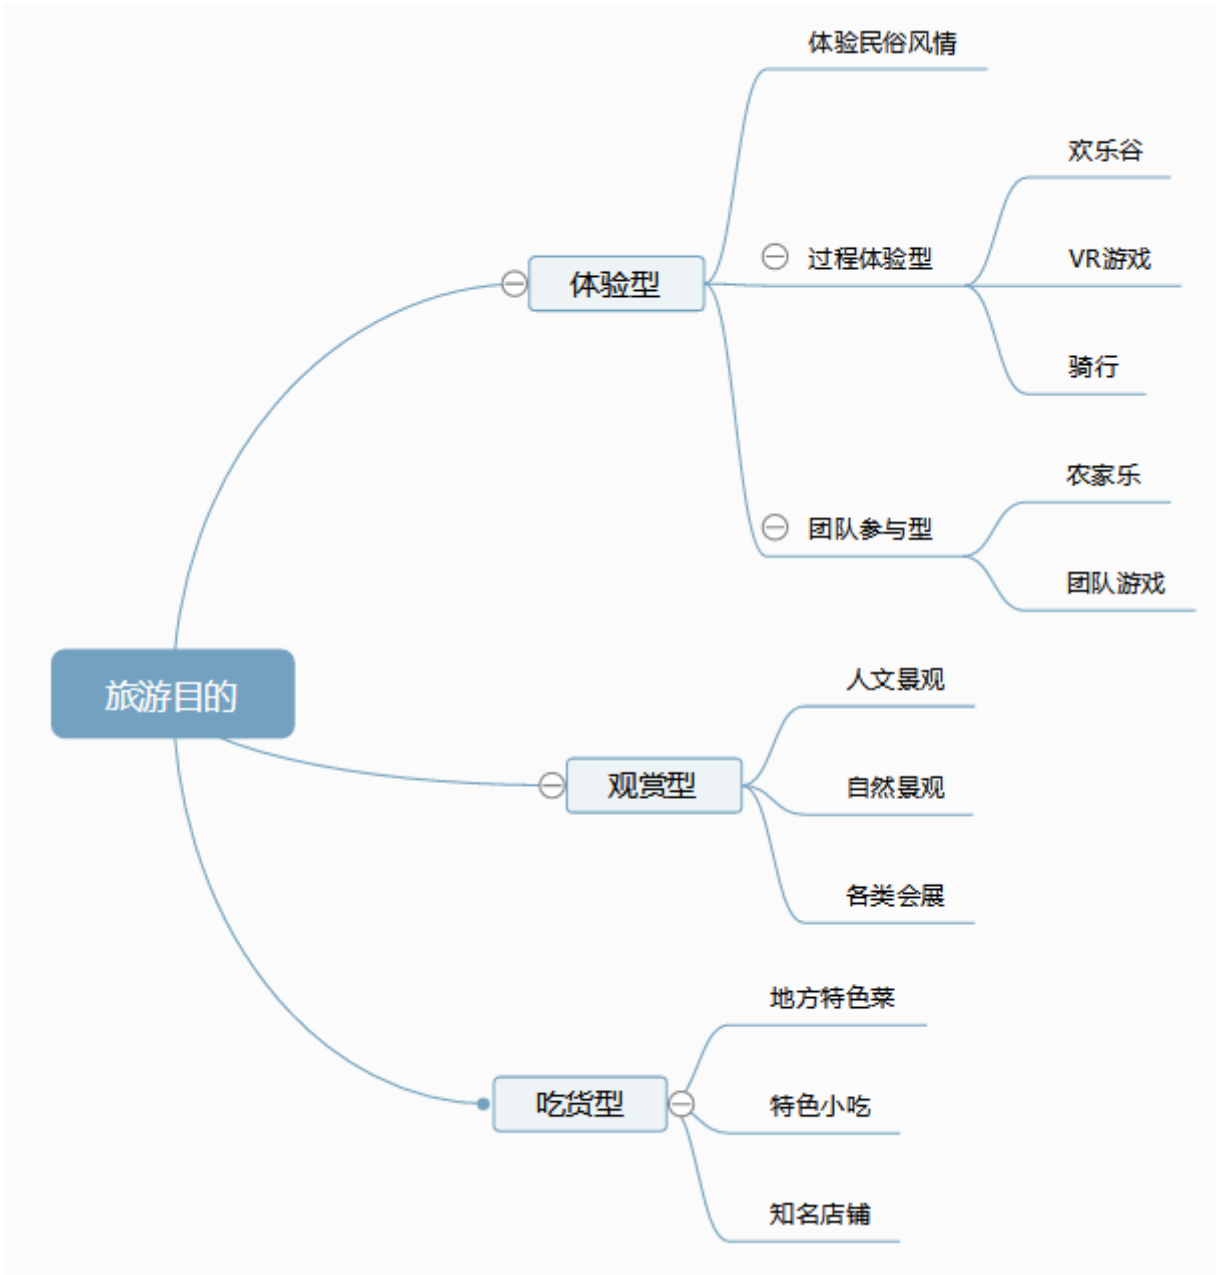 体验民俗风情
欢乐谷
过程体验型
VR游戏
体验型
骑行
农家乐
团队参与型
团队游戏
旅游目的
人文景观
观赏型
自然景观
各类会展
地方特色菜
吃货型
特色小吃
知名店铺